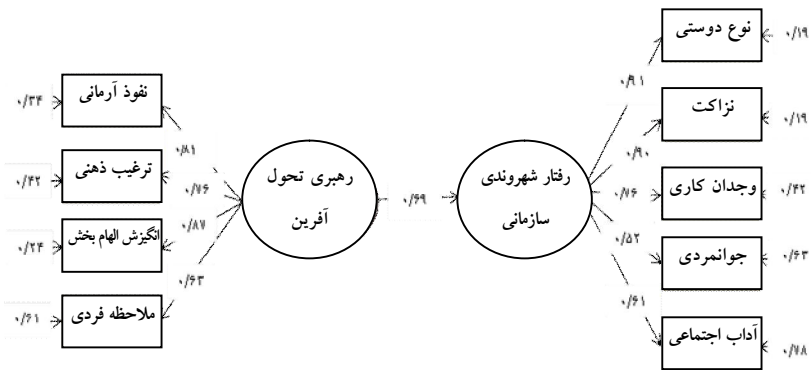 نوع دوستی
۰/۱۹
۰/۹۱
نزاکت
۰/۱۹
۰/۹۰
وجدان کاری
۰/۴۲
۰/۷۶
جوانمردی
۰/۶۳
۰/۵۲
آداب اجتماعی
۰/۷۸
۰/۶۱
رفتار شهروندی
سازمانی
۰/۶۹
رهبری تحول
آفرین
نفوذ آرمانی
۰/۳۴
۰/۸۱
ترغیب ذهنی
۰/۴۲
۰/۷۶
انگیزش الهام بخش
۰/۲۴
۰/۸۷
ملاحظه فردی
۰/۶۱
۰/۶۳